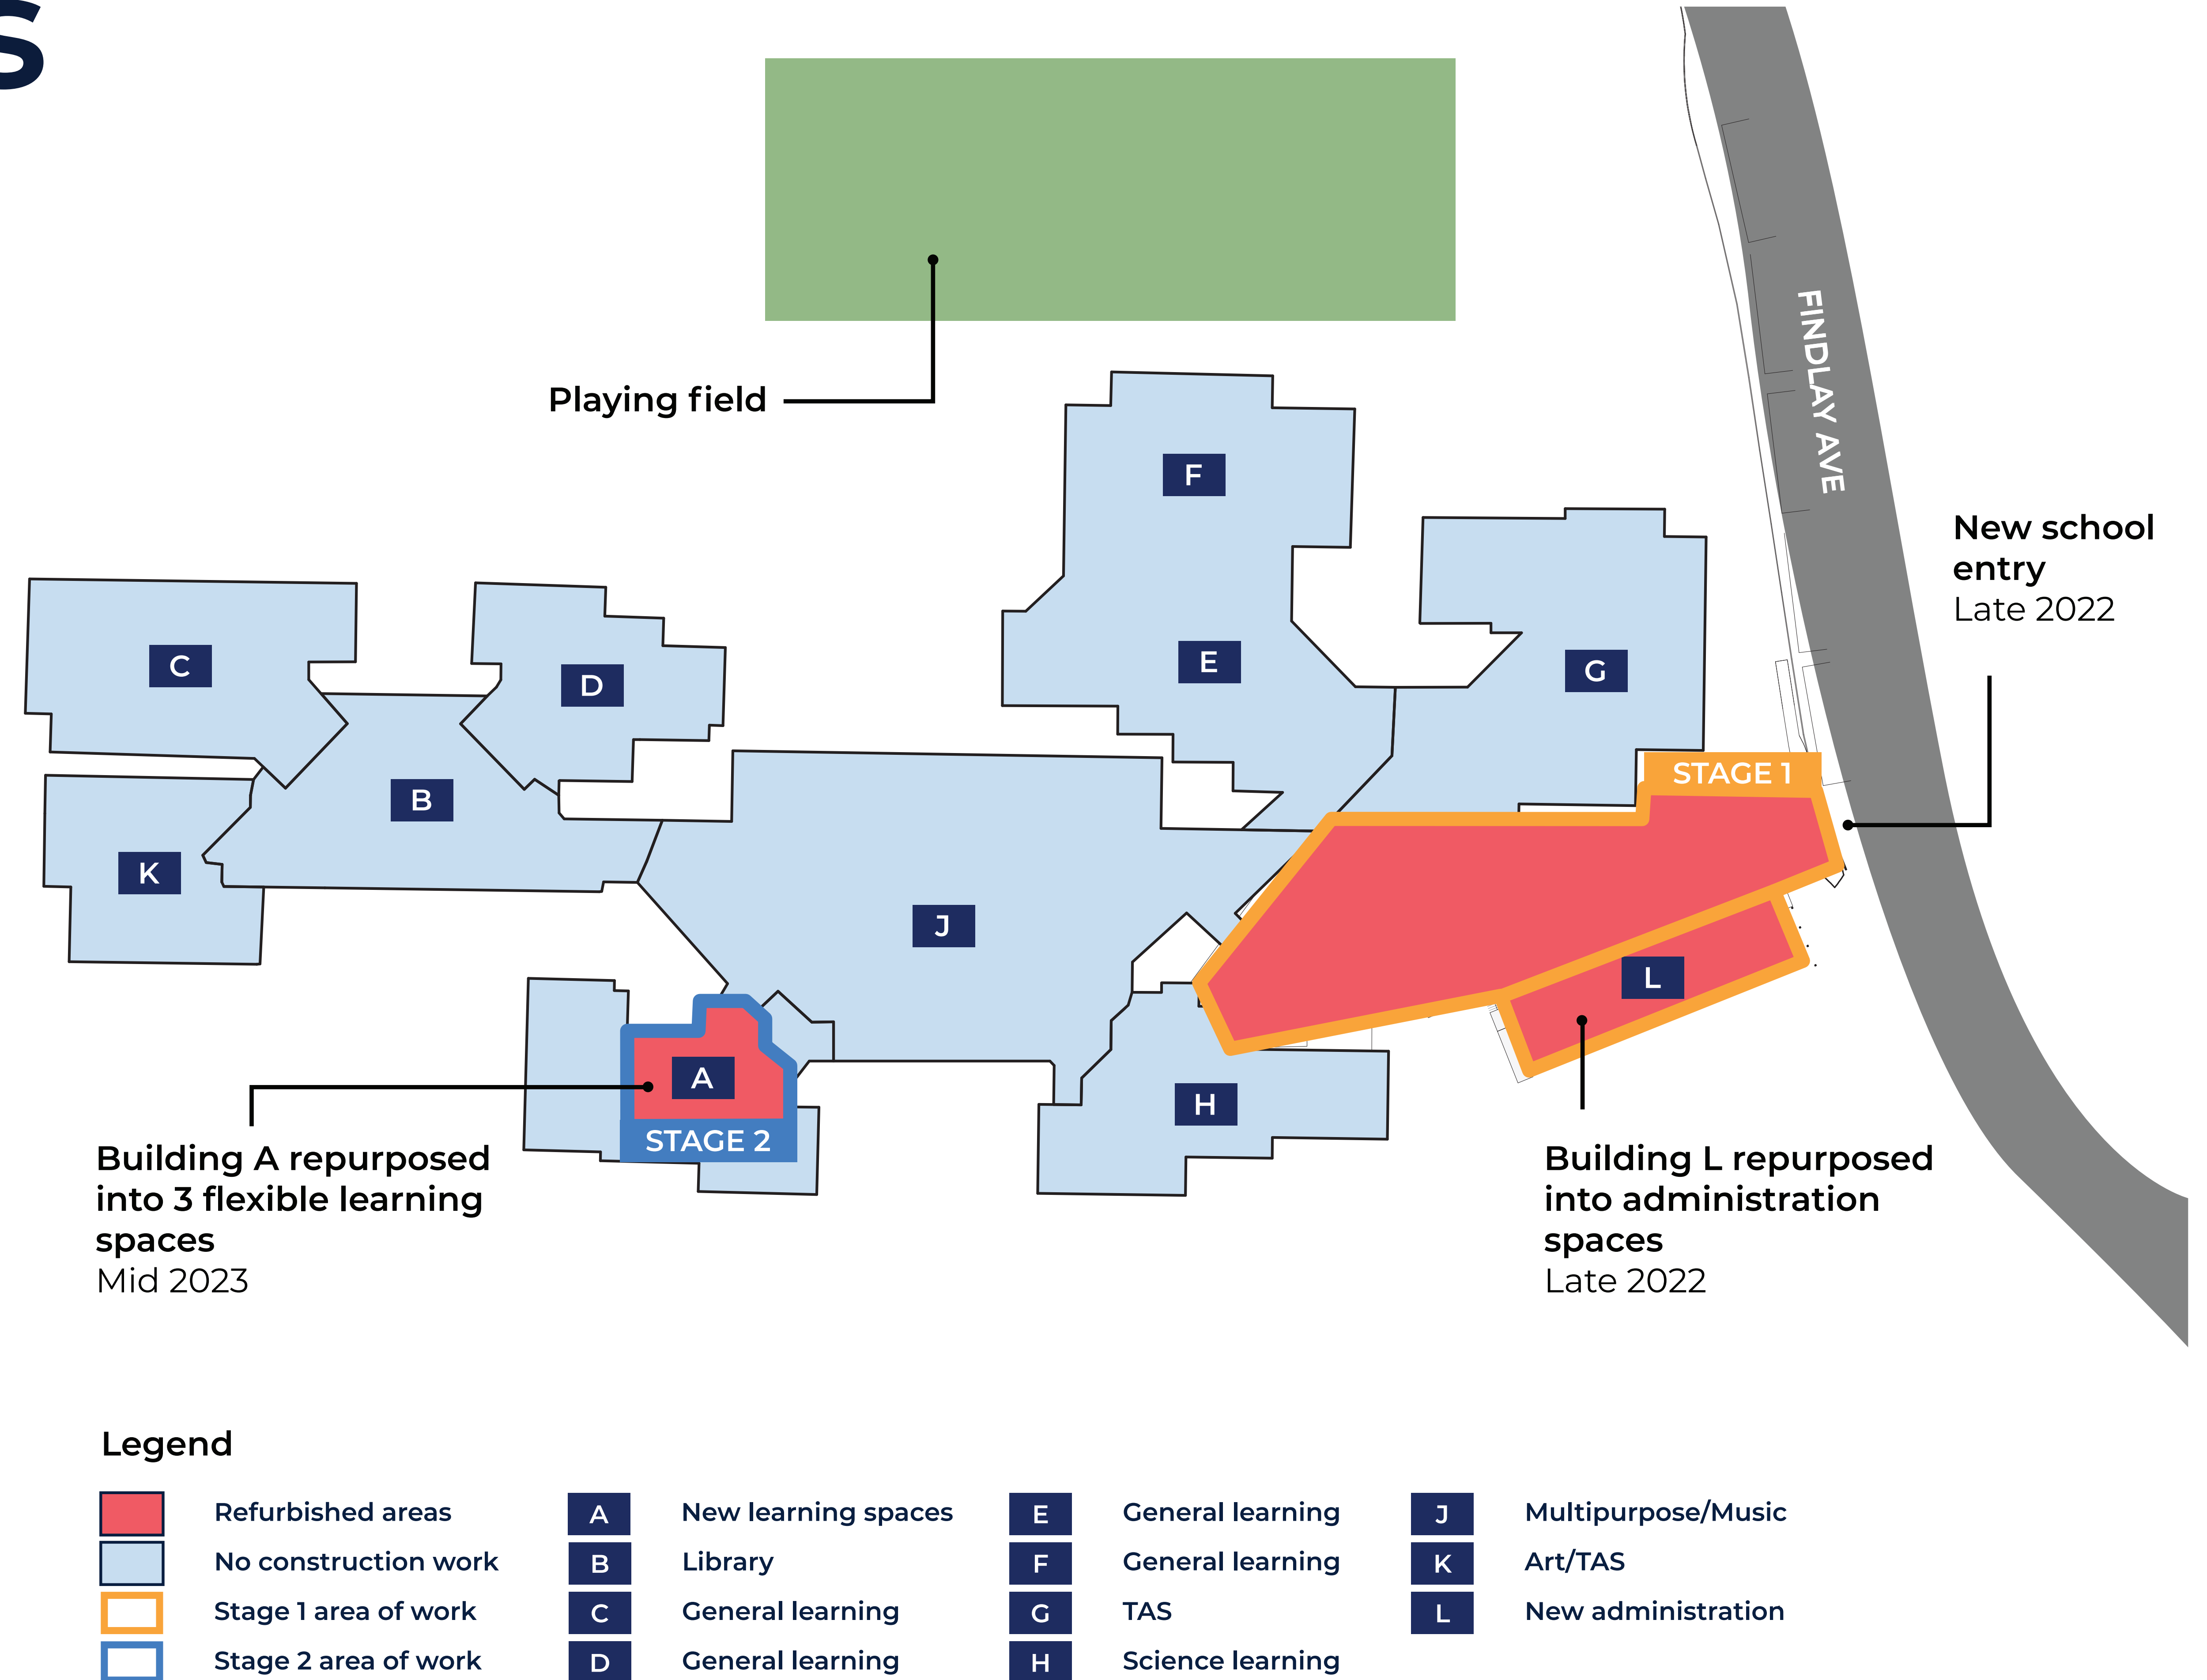 s
Playing field
FINDLAY AVE
New school
entry
Late 2022
F
E
G
C
D
B
K
J
STAGE 1
L
A
STAGE 2
H
Building A repurposed
into 3 flexible learning
spaces
Mid 2023
Building L repurposed
into administration
spaces
Late 2022
Legend
Refurbished areas
No construction work
Stage 1 area of work
Stage 2 area of work
A New learning spaces
B Library
C General learning
D General learning
E General learning
F General learning
G TAS
H Science learning
J Multipurpose/Music
K Art/TAS
L New administration